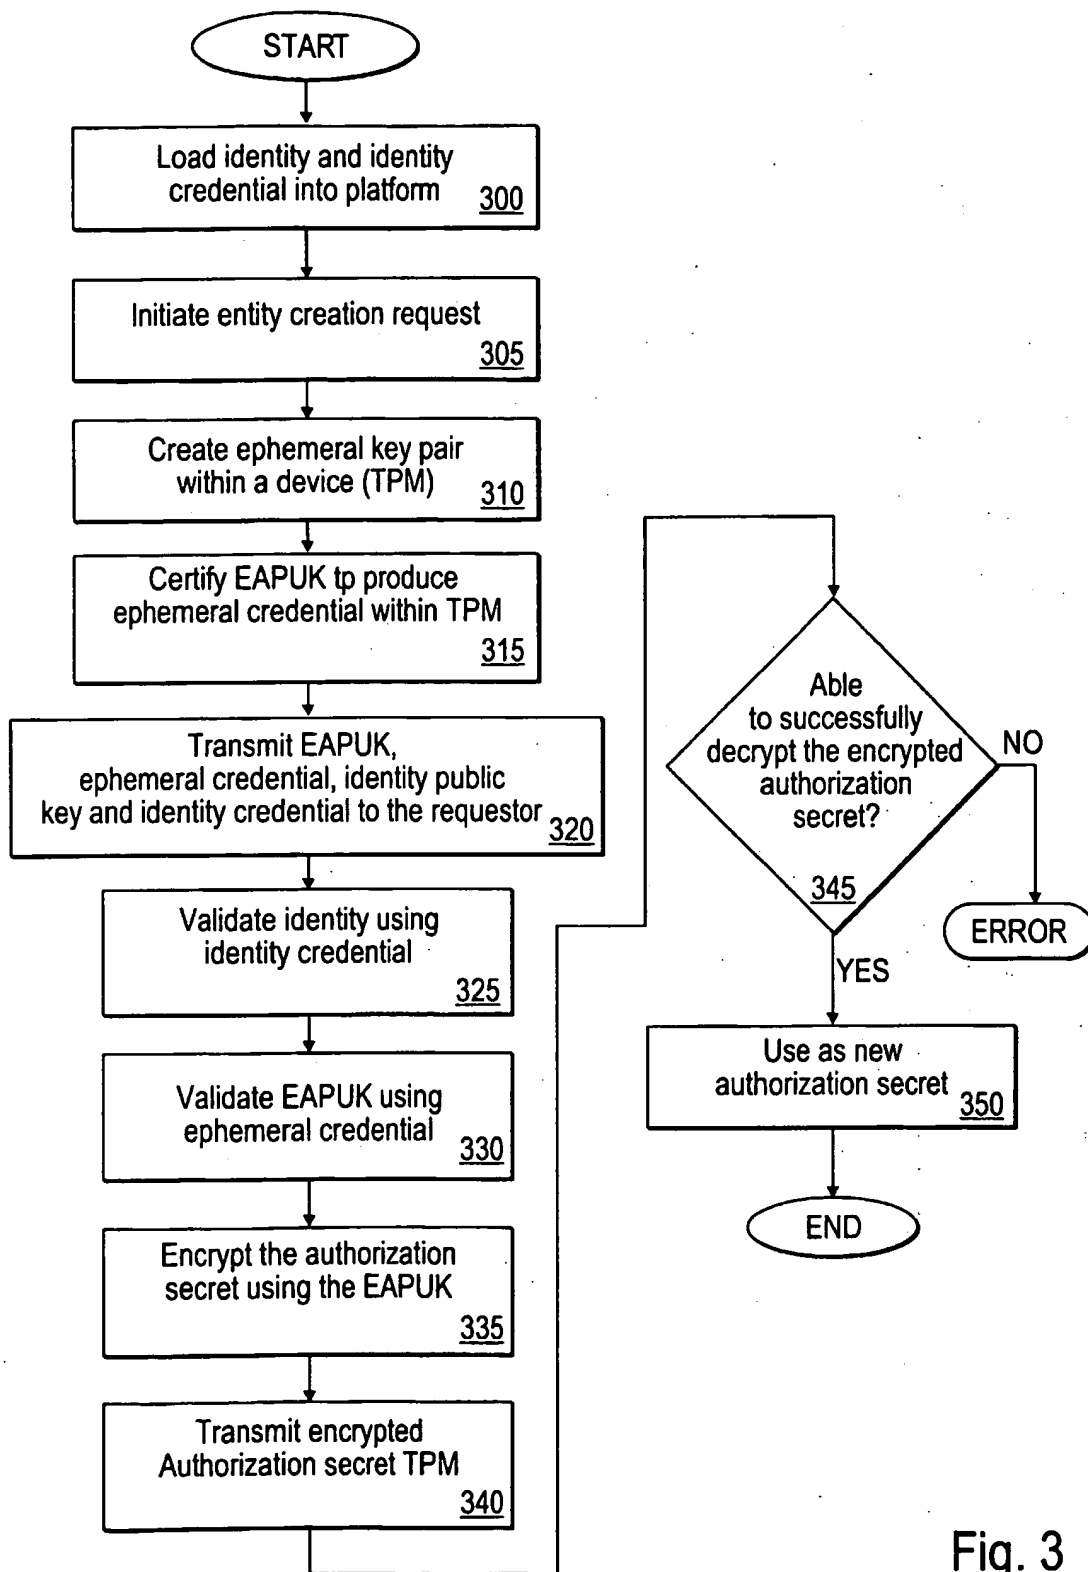 START
Load identity and identity
credential into platform
300
Initiate entity creation request
305
Create ephemeral key pair
within a device (TPM)
310
Certify EAPUK tp produce
ephemeral credential within TPM
315
Transmit EAPUK,
ephemeral credential, identity public
key and identity credential to the requestor
320
Validate identity using
identity credential
325
Validate EAPUK using
ephemeral credential
330
Encrypt the authorization
secret using the EAPUK
335
Transmit encrypted
Authorization secret TPM
340
Able
to successfully
decrypt the encrypted
authorization
secret?
345
NO
ERROR
YES
Use as new
authorization secret
350
END
Fig. 3